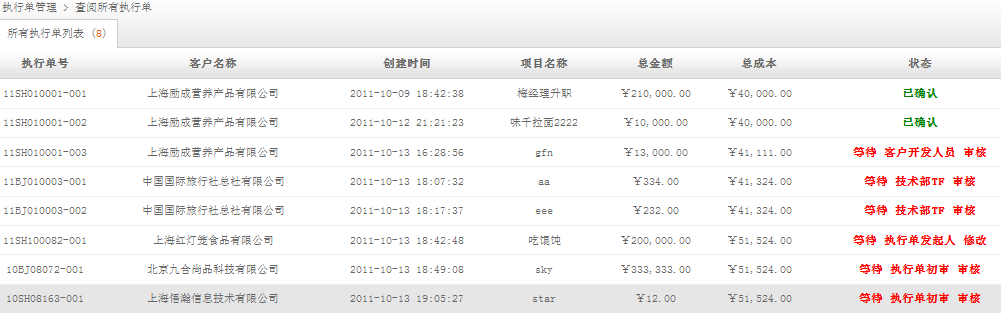 执行单管理 > 查阅所有执行单
所有执行单列表 (8)
执行单号 客户名称 创建时间 项目名称 总金额 总成本 状态
11SH010001-001 上海励成营养产品有限公司 2011-10-09 18:42:38 梅经理升职 ￥210,000.00 ￥40,000.00 已确认
11SH010001-002 上海励成营养产品有限公司 2011-10-12 21:21:23 味千拉面2222 ￥10,000.00 ￥40,000.00 已确认
11SH010001-003 上海励成营养产品有限公司 2011-10-13 16:28:56 gfn ￥13,000.00 ￥41,111.00 等待 客户开发人员 审核
11BJ010003-001 中国国际旅行社总社有限公司 2011-10-13 18:07:32 aa ￥334.00 ￥41,324.00 等待 技术部TF 审核
11BJ010003-002 中国国际旅行社总社有限公司 2011-10-13 18:17:37 eee ￥232.00 ￥41,324.00 等待 技术部TF 审核
11SH100082-001 上海红灯笼食品有限公司 2011-10-13 18:42:48 吃馄饨 ￥200,000.00 ￥51,524.00 等待 执行单发起人 修改
10BJ08072-001 北京九合尚品科技有限公司 2011-10-13 18:49:08 sky ￥333,333.00 ￥51,524.00 等待 执行单初审 审核
10SH08163-001 上海悟瀚信息技术有限公司 2011-10-13 19:05:27 star ￥12.00 ￥51,524.00 等待 执行单初审 审核